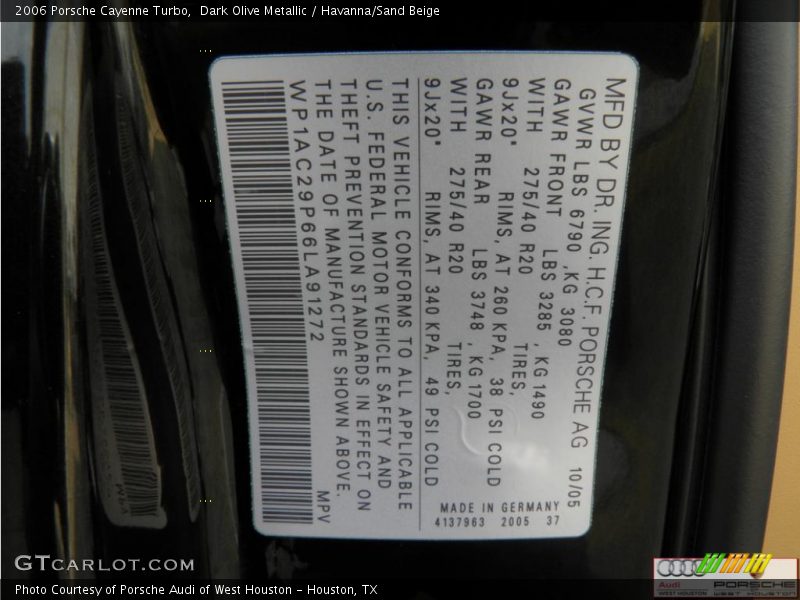 2006 Porsche Cayenne Turbo,  Dark Olive Metallic / Havanna/Sand Beige
MFD BY DR. ING. H.C.F. PORSCHE AG 10/05
GVWR LBS 6790 ,KG 3080
GAWR FRONT LBS 3285 , KG 1490
WITH 275/40 R20 TIRES,
9Jx20" RIMS, AT 260 KPA, 38 PSI COLD
GAWR REAR LBS 3748 , KG 1700
WITH 275/40 R20 TIRES,
9Jx20" RIMS, AT 340 KPA, 49 PSI COLD
MADE IN GERMANY
4137963 2005 37
THIS VEHICLE CONFORMS TO ALL APPLICABLE
U.S. FEDERAL MOTOR VEHICLE SAFETY AND
THEFT PREVENTION STANDARDS IN EFFECT ON
THE DATE OF MANUFACTURE SHOWN ABOVE.
WP1AC29P66LA91272 MPV
GTCARLOT.COM
Photo Courtesy of Porsche Audi of West Houston - Houston, TX
Audi
WEST HOUSTON
PORSCHE
WEST HOUSTON